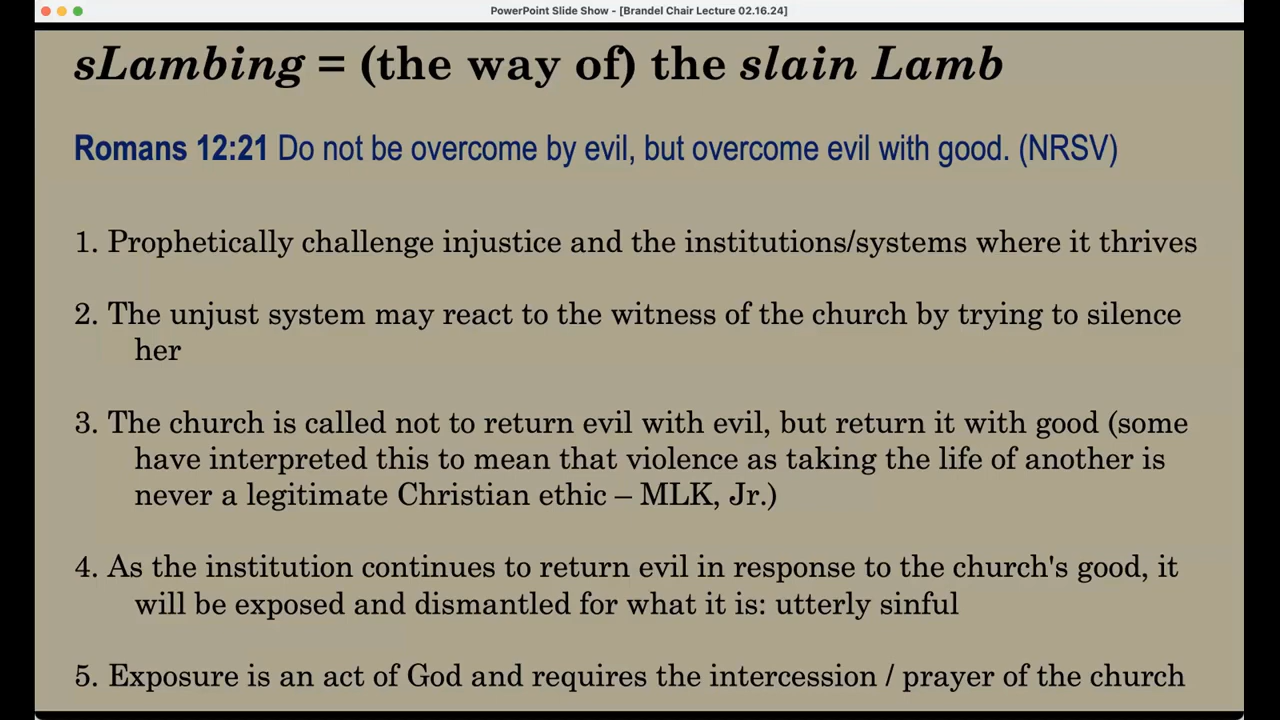 PowerPoint Slide Show - [Brandel Chair Lecture 02.16.24]
sLambing = (the way of) the slain Lamb
Romans 12:21 Do not be overcome by evil, but overcome evil with good. (NRSV)
1. Prophetically challenge injustice and the institutions/systems where it thrives
2. The unjust system may react to the witness of the church by trying to silence
her
3. The church is called not to return evil with evil, but return it with good (some
have interpreted this to mean that violence as taking the life of another is
never a legitimate Christian ethic – MLK, Jr.)
4. As the institution continues to return evil in response to the church's good, it
will be exposed and dismantled for what it is: utterly sinful
5. Exposure is an act of God and requires the intercession / prayer of the church